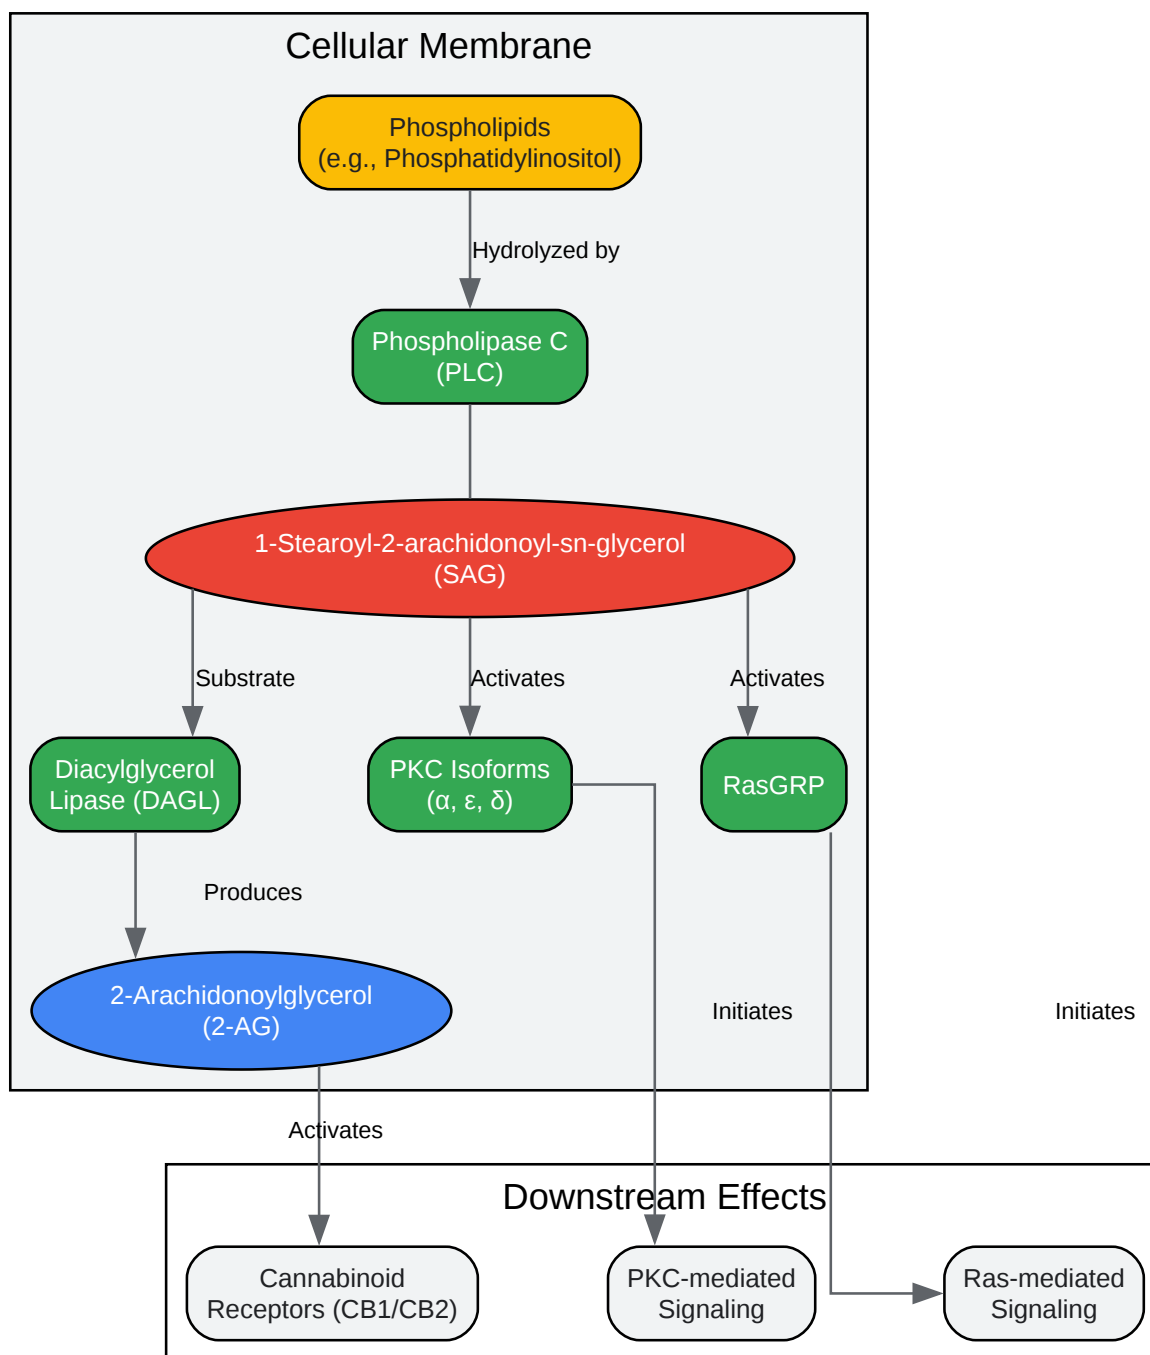 Cellular Membrane
Phospholipids
(e.g., Phosphatidylinositol)
Hydrolyzed by
Phospholipase C
(PLC)
1-Stearoyl-2-arachidonoyl-sn-glycerol
(SAG)
Substrate
Activates
Activates
Diacylglycerol
Lipase (DAGL)
PKC Isoforms
(α, ε, δ)
RasGRP
Produces
2-Arachidonoylglycerol
(2-AG)
Initiates
Initiates
Activates
Downstream Effects
Cannabinoid
Receptors (CB1/CB2)
PKC-mediated
Signaling
Ras-mediated
Signaling